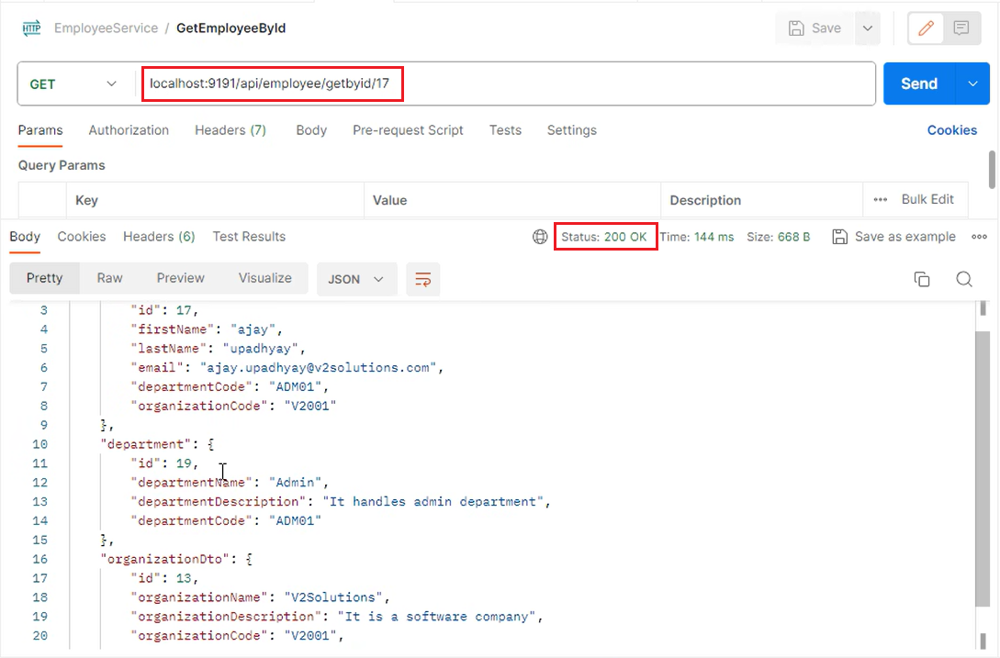 HTTP EmployeeService / GetEmployeeById Save
GET localhost:9191/api/employee/getbyid/17 Send
Params Authorization Headers (7) Body Pre-request Script Tests Settings Cookies
Query Params
Key Value Description ••• Bulk Edit
Body Cookies Headers (6) Test Results Status: 200 OK Time: 144 ms Size: 668 B Save as example •••
Pretty Raw Preview Visualize JSON
3 "id": 17,
4 "firstName": "ajay",
5 "lastName": "upadhyay",
6 "email": "ajay.upadhyay@v2solutions.com",
7 "departmentCode": "ADM01",
8 "organizationCode": "V2001"
9 },
10 "department": {
11 "id": 19,
12 "departmentName": "Admin",
13 "departmentDescription": "It handles admin department",
14 "departmentCode": "ADM01"
15 },
16 "organizationDto": {
17 "id": 13,
18 "organizationName": "V2Solutions",
19 "organizationDescription": "It is a software company",
20 "organizationCode": "V2001",